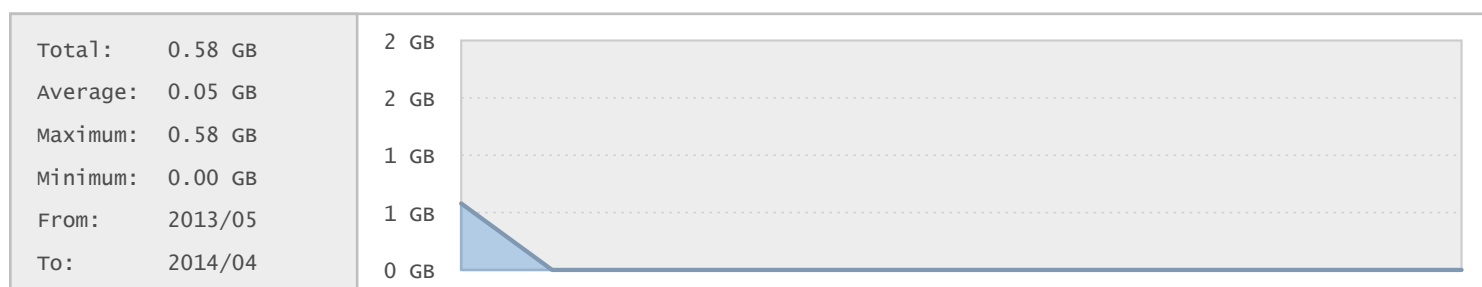 Total: 0.58 GB
Average: 0.05 GB
Maximum: 0.58 GB
Minimum: 0.00 GB
From: 2013/05
To: 2014/04
2 GB
2 GB
1 GB
1 GB
0 GB